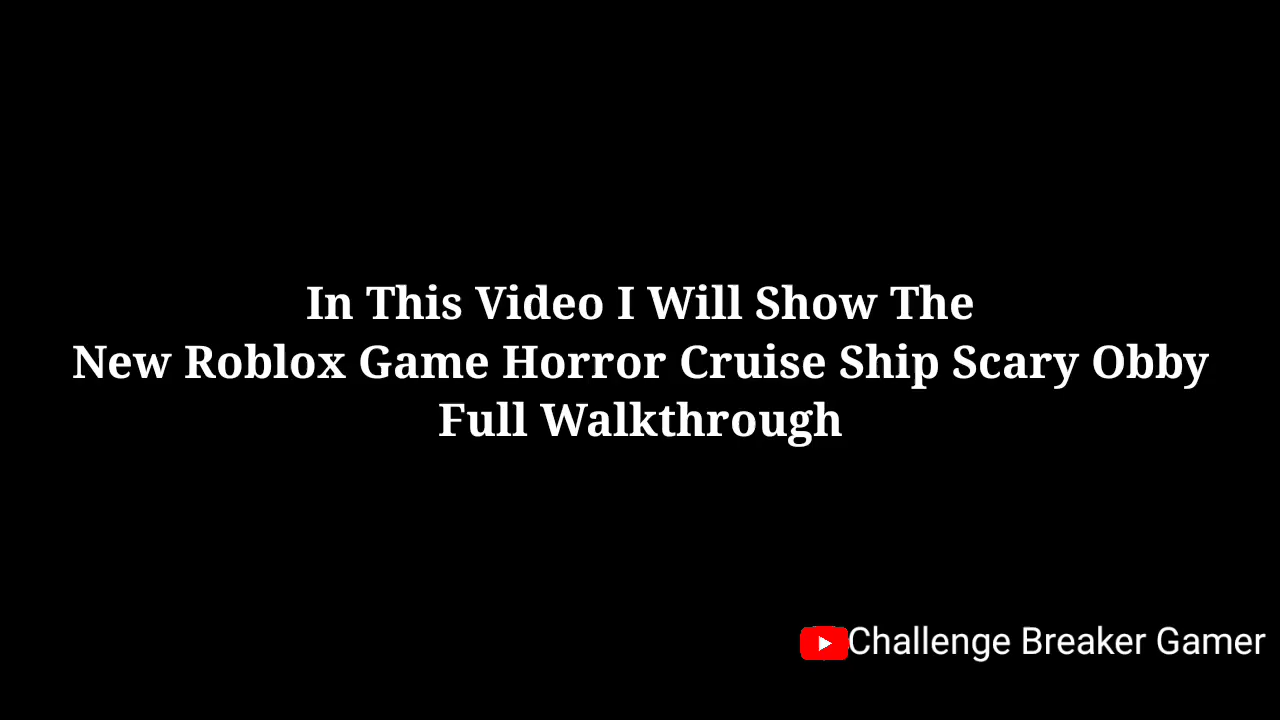 In This Video I Will Show The
New Roblox Game Horror Cruise Ship Scary Obby
Full Walkthrough
Challenge Breaker Gamer